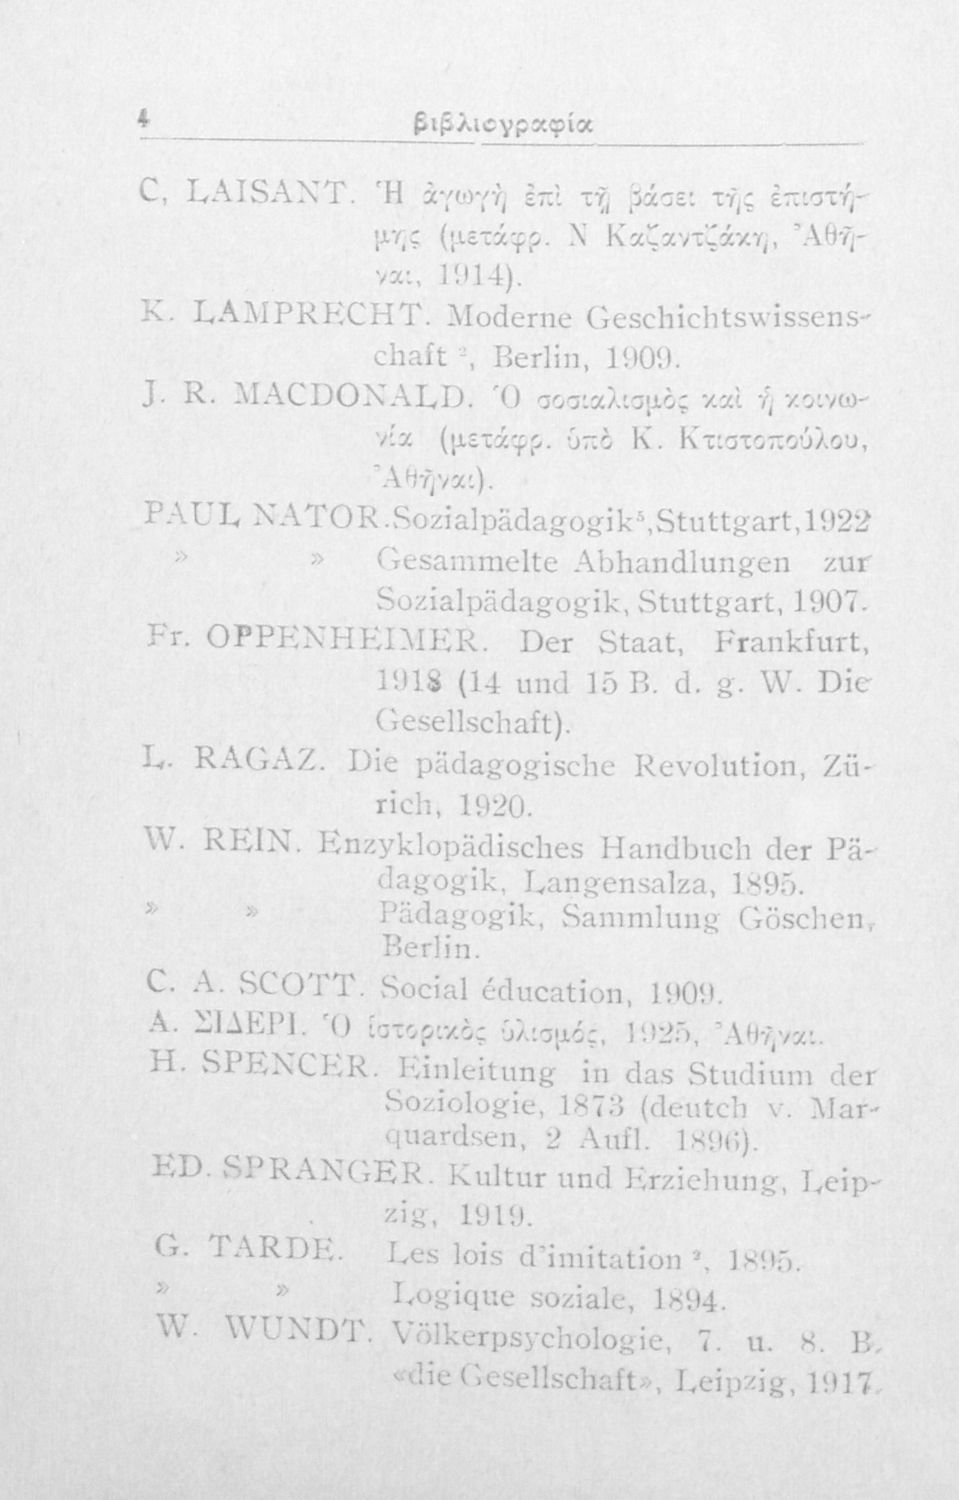 4 βιβλιογραφία
C, LAISANT. Ἡ ἀγωγὴ ἐπὶ τῇ βάσει τῆς ἐπιστή-
μης (μετάφρ. Ν Καζαντζάκη, Ἀθῆ-
ναι, 1914).
K. LAMPRECHT. Moderne Geschichtswissens-
chaft ², Berlin, 1909.
J. R. MACDONALD. Ὁ σοσιαλισμὸς καὶ ἡ κοινω-
νία (μετάφρ. ὑπὸ Κ. Κτιστοπούλου,
Ἀθῆναι).
PAUL NATOR. Sozialpädagogik⁵, Stuttgart, 1922
» » Gesammelte Abhandlungen zur
Sozialpädagogik, Stuttgart, 1907.
Fr. OPPENHEIMER. Der Staat, Frankfurt,
1918 (14 und 15 B. d. g. W. Die
Gesellschaft).
L. RAGAZ. Die pädagogische Revolution, Zü-
rich, 1920.
W. REIN. Enzyklopädisches Handbuch der Pä-
dagogik, Langensalza, 1895.
» » Pädagogik, Sammlung Göschen,
Berlin.
C. A. SCOTT. Social éducation, 1909.
Α. ΣΙΔΕΡΙ. Ὁ ἱστορικὸς ὑλισμός, 1925, Ἀθῆναι.
H. SPENCER. Einleitung in das Studium der
Soziologie, 1873 (deutch v. Mar-
quardsen, 2 Aufl. 1896).
ED. SPRANGER. Kultur und Erziehung, Leip-
zig, 1919.
G. TARDE. Les lois d'imitation ², 1895.
» » Logique soziale, 1894.
W. WUNDT. Völkerpsychologie, 7. u. 8. B.
«die Gesellschaft», Leipzig, 1917.